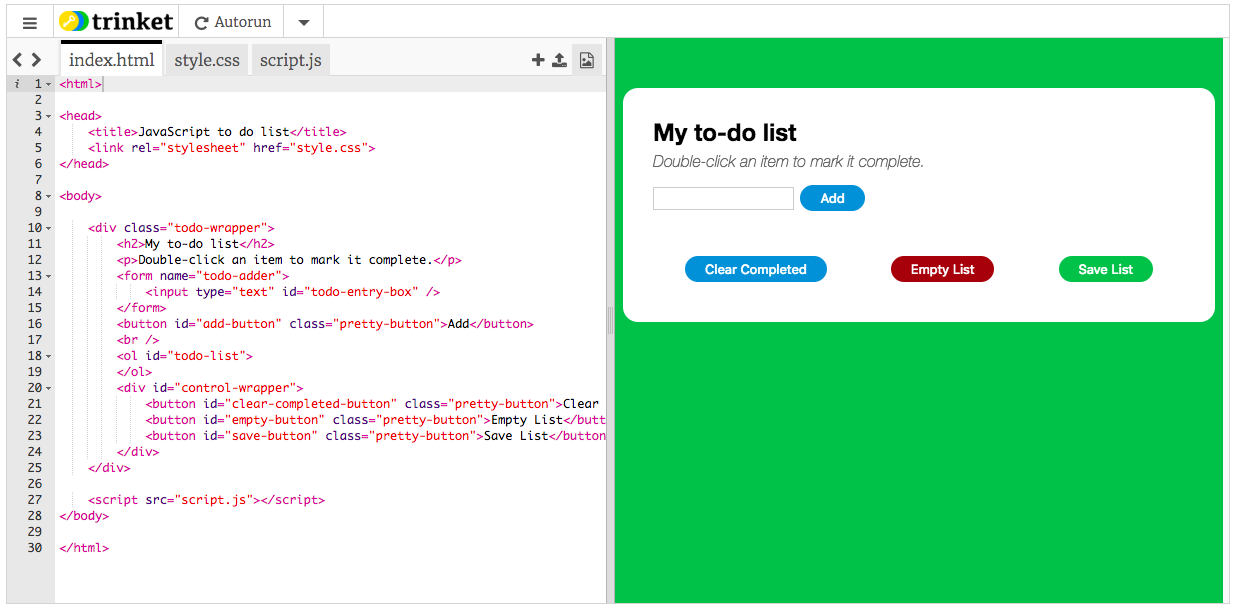 trinket Autorun
index.html style.css script.js
i 1 <html>
2
3 <head>
4 <title>JavaScript to do list</title>
5 <link rel="stylesheet" href="style.css">
6 </head>
7
8 <body>
9
10 <div class="todo-wrapper">
11 <h2>My to-do list</h2>
12 <p>Double-click an item to mark it complete.</p>
13 <form name="todo-adder">
14 <input type="text" id="todo-entry-box" />
15 </form>
16 <button id="add-button" class="pretty-button">Add</button>
17 <br />
18 <ol id="todo-list">
19 </ol>
20 <div id="control-wrapper">
21 <button id="clear-completed-button" class="pretty-button">Clear
22 <button id="empty-button" class="pretty-button">Empty List</butt
23 <button id="save-button" class="pretty-button">Save List</button
24 </div>
25 </div>
26
27 <script src="script.js"></script>
28 </body>
29
30 </html>
My to-do list
Double-click an item to mark it complete.
Add
Clear Completed Empty List Save List